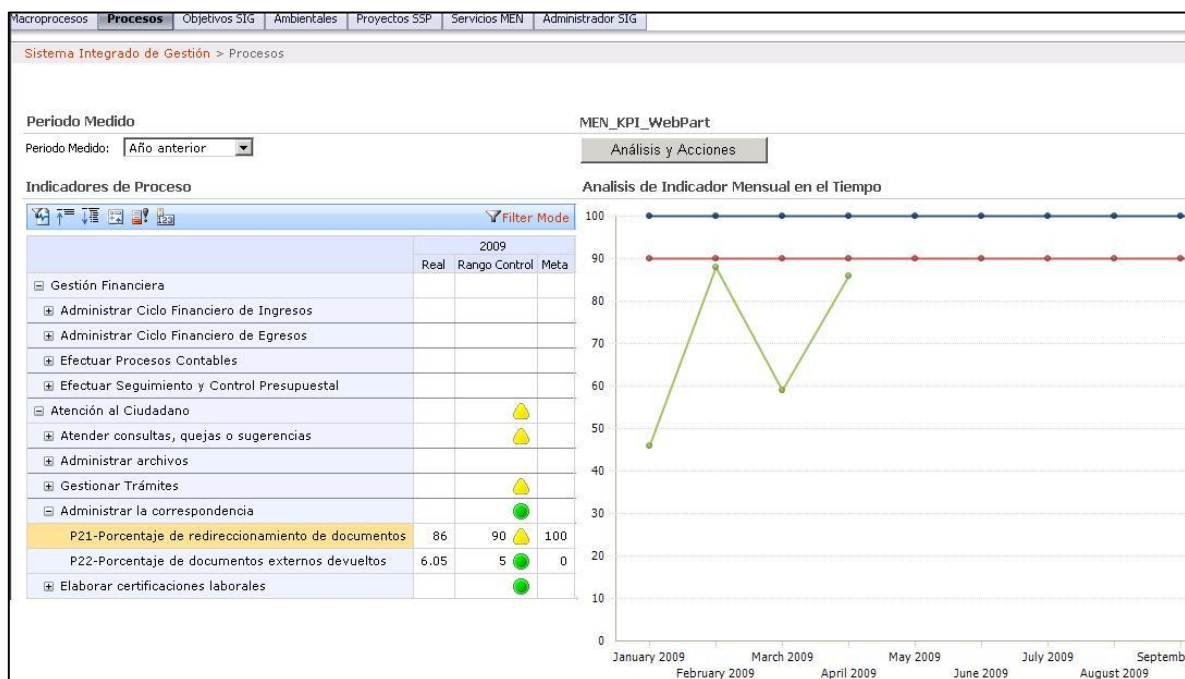 Macroprocesos Procesos Objetivos SIG Ambientales Proyectos SSP Servicios MEN Administrador SIG
Sistema Integrado de Gestión > Procesos
Periodo Medido
Periodo Medido: Año anterior
MEN_KPI_WebPart
Análisis y Acciones
Indicadores de Proceso
Filter Mode
2009
Real Rango Control Meta
Gestión Financiera
Administrar Ciclo Financiero de Ingresos
Administrar Ciclo Financiero de Egresos
Efectuar Procesos Contables
Efectuar Seguimiento y Control Presupuestal
Atención al Ciudadano
Atender consultas, quejas o sugerencias
Administrar archivos
Gestionar Trámites
Administrar la correspondencia
P21-Porcentaje de redireccionamiento de documentos 86 90 100
P22-Porcentaje de documentos externos devueltos 6.05 5 0
Elaborar certificaciones laborales
Analisis de Indicador Mensual en el Tiempo
100
90
80
70
60
50
40
30
20
10
0
January 2009 March 2009 May 2009 July 2009 Septemb
February 2009 April 2009 June 2009 August 2009